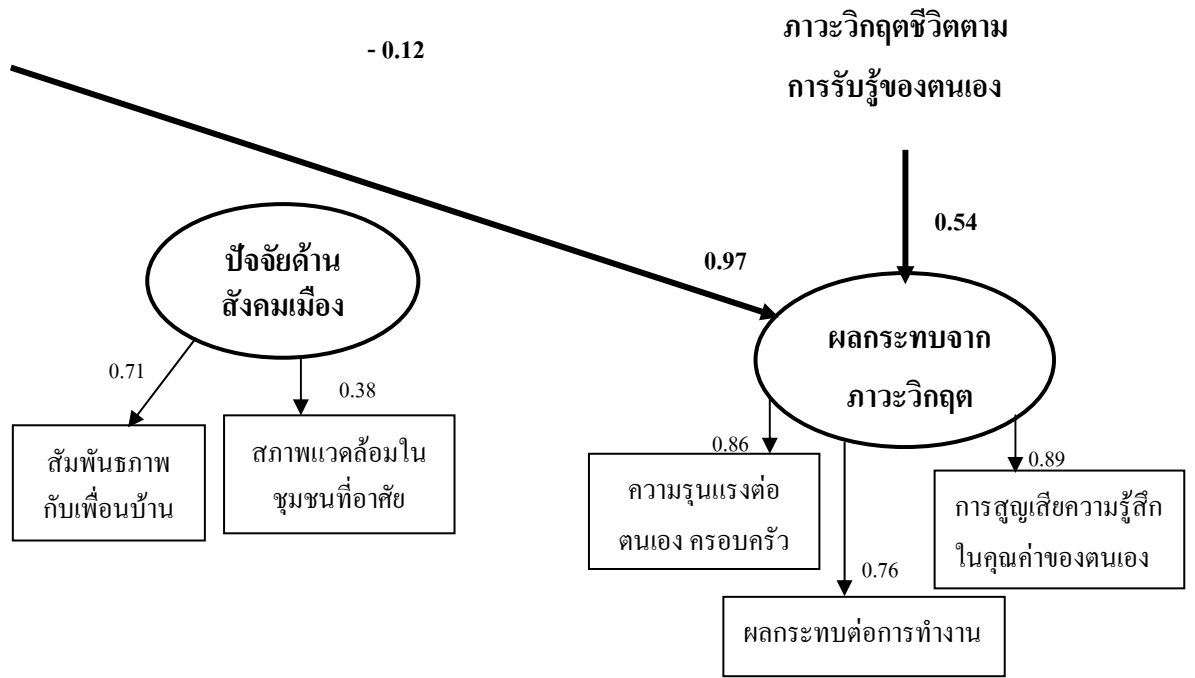 ภาวะวิกฤตชีวิตตาม
การรับรู้ของตนเอง
- 0.12
0.54
0.97
ปัจจัยด้าน
สังคมเมือง
ผลกระทบจาก
ภาวะวิกฤต
0.71
0.38
สัมพันธภาพ
กับเพื่อนบ้าน
สภาพแวดล้อมใน
ชุมชนที่อาศัย
0.86
0.89
ความรุนแรงต่อ
ตนเอง ครอบครัว
การสูญเสียความรู้สึก
ในคุณค่าของตนเอง
0.76
ผลกระทบต่อการทำงาน